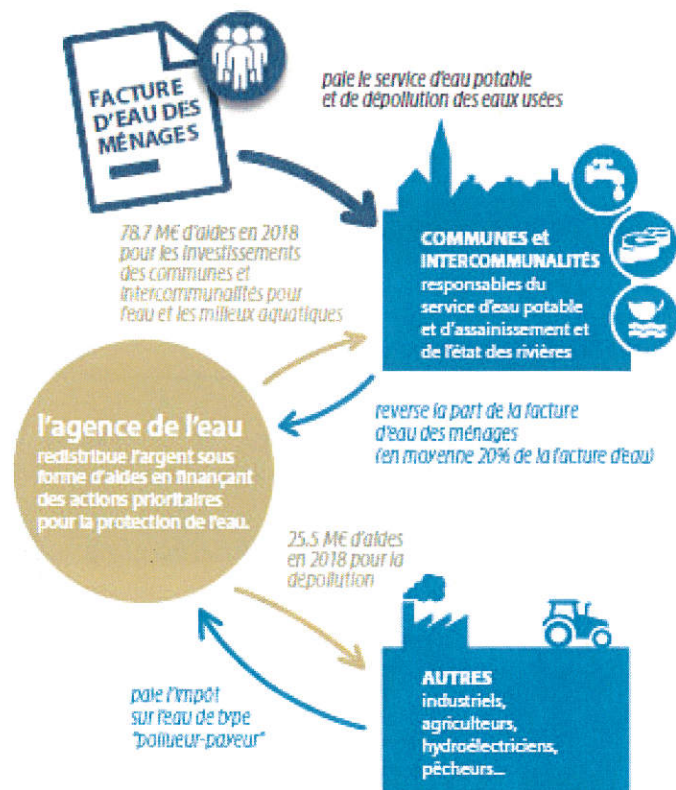 FACTURE
D'EAU DES
MÉNAGES
paie le service d'eau potable
et de dépollution des eaux usées
78.7 M€ d'aides en 2018
pour les investissements
des communes et
intercommunalités pour
l'eau et les milieux aquatiques
COMMUNES et
INTERCOMMUNALITÉS
responsables du
service d'eau potable
et d'assainissement et
de l'état des rivières
l'agence de l'eau
redistribue l'argent sous
forme d'aides en finançant
des actions prioritaires
pour la protection de l'eau.
reverse la part de la facture
d'eau des ménages
(en moyenne 20% de la facture d'eau)
25.5 M€ d'aides
en 2018 pour la
dépollution
paie l'impôt
sur l'eau de type
"pollueur-payeur"
AUTRES
industriels,
agriculteurs,
hydroélectriciens,
pêcheurs...